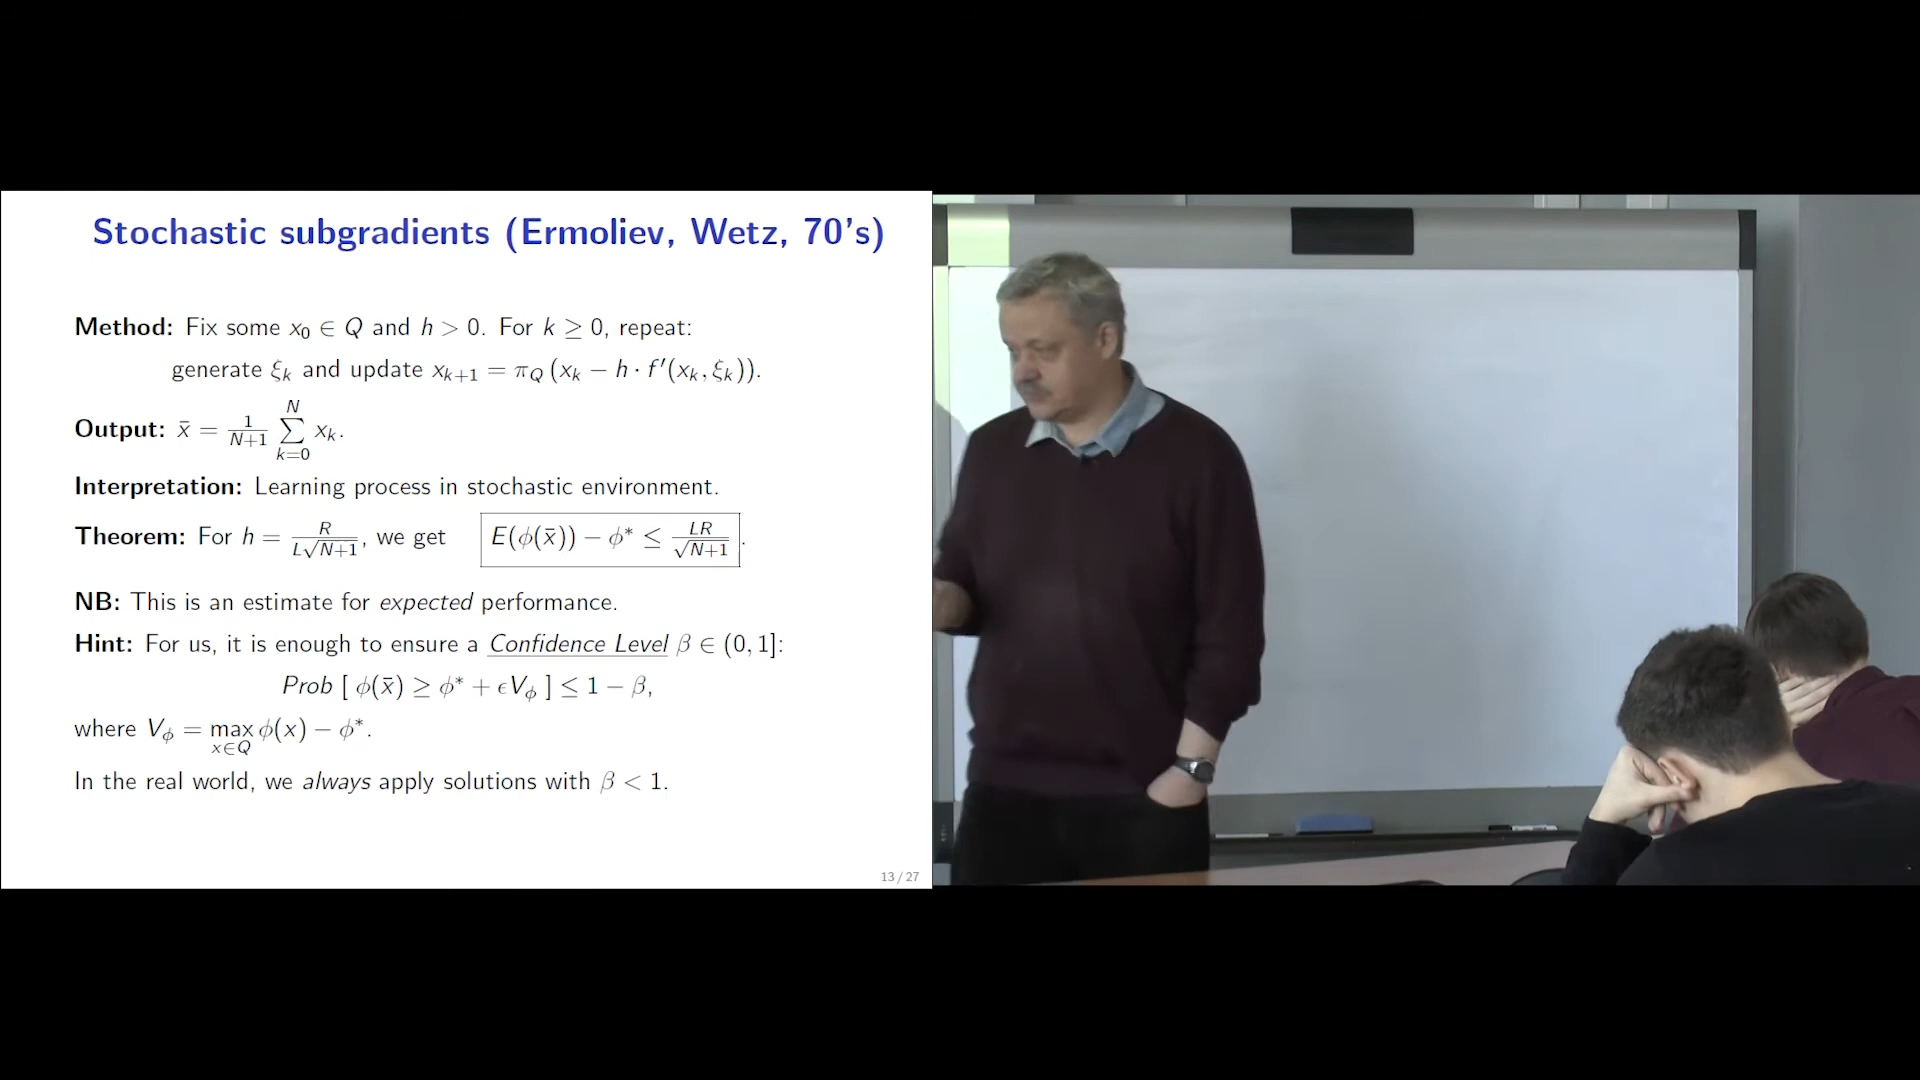 Stochastic subgradients (Ermoliev, Wetz, 70's)
Method: Fix some x₀ ∈ Q and h > 0. For k ≥ 0, repeat:
generate ξₖ and update xₖ₊₁ = π_Q (xₖ − h · f′(xₖ, ξₖ)).
Output: x̄ = 1/(N+1) ∑_{k=0}^{N} xₖ.
Interpretation: Learning process in stochastic environment.
Theorem: For h = R/(L√(N+1)), we get E(ϕ(x̄)) − ϕ* ≤ LR/√(N+1).
NB: This is an estimate for expected performance.
Hint: For us, it is enough to ensure a Confidence Level β ∈ (0, 1]:
Prob [ ϕ(x̄) ≥ ϕ* + ϵV_ϕ ] ≤ 1 − β,
where V_ϕ = max_{x∈Q} ϕ(x) − ϕ*.
In the real world, we always apply solutions with β < 1.
13 / 27